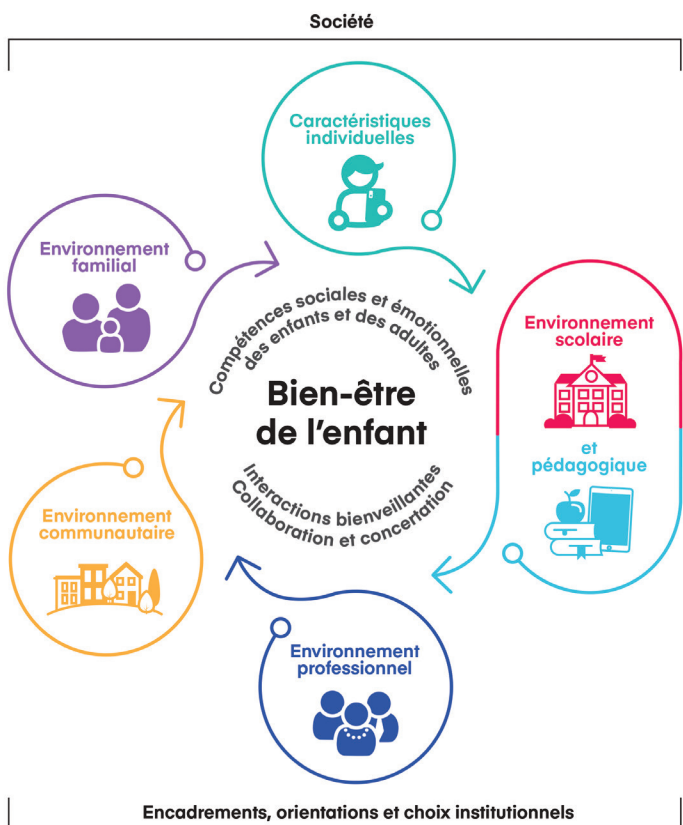 Société
Caractéristiques
individuelles
Environnement
familial
Compétences sociales et émotionnelles
des enfants et des adultes
Environnement
scolaire
Bien-être
de l'enfant
et
pédagogique
Interactions bienveillantes
Collaboration et concertation
Environnement
communautaire
Environnement
professionnel
Encadrements, orientations et choix institutionnels